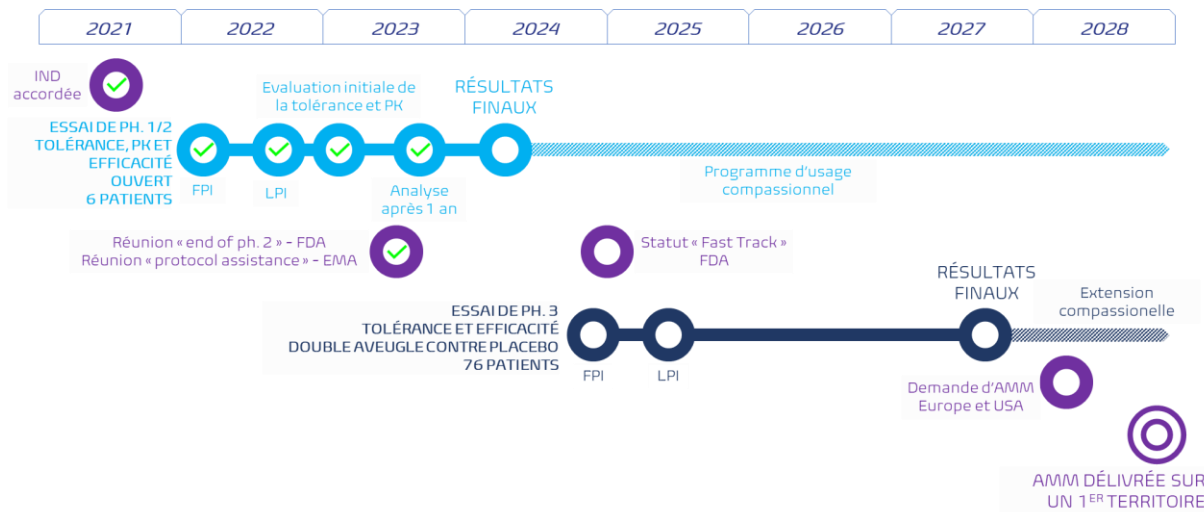 2021 2022 2023 2024 2025 2026 2027 2028
IND
accordée
Evaluation initiale de
la tolérance et PK
RÉSULTATS
FINAUX
ESSAI DE PH. 1/2
TOLÉRANCE, PK ET
EFFICACITÉ
OUVERT
6 PATIENTS
FPI
LPI
Analyse
après 1 an
Programme d'usage
compassionnel
Réunion « end of ph. 2 » - FDA
Réunion « protocol assistance » - EMA
Statut « Fast Track »
FDA
ESSAI DE PH. 3
TOLÉRANCE ET EFFICACITÉ
DOUBLE AVEUGLE CONTRE PLACEBO
76 PATIENTS
FPI
LPI
RÉSULTATS
FINAUX
Extension
compassionelle
Demande d'AMM
Europe et USA
AMM DÉLIVRÉE SUR
UN 1ER TERRITOIRE